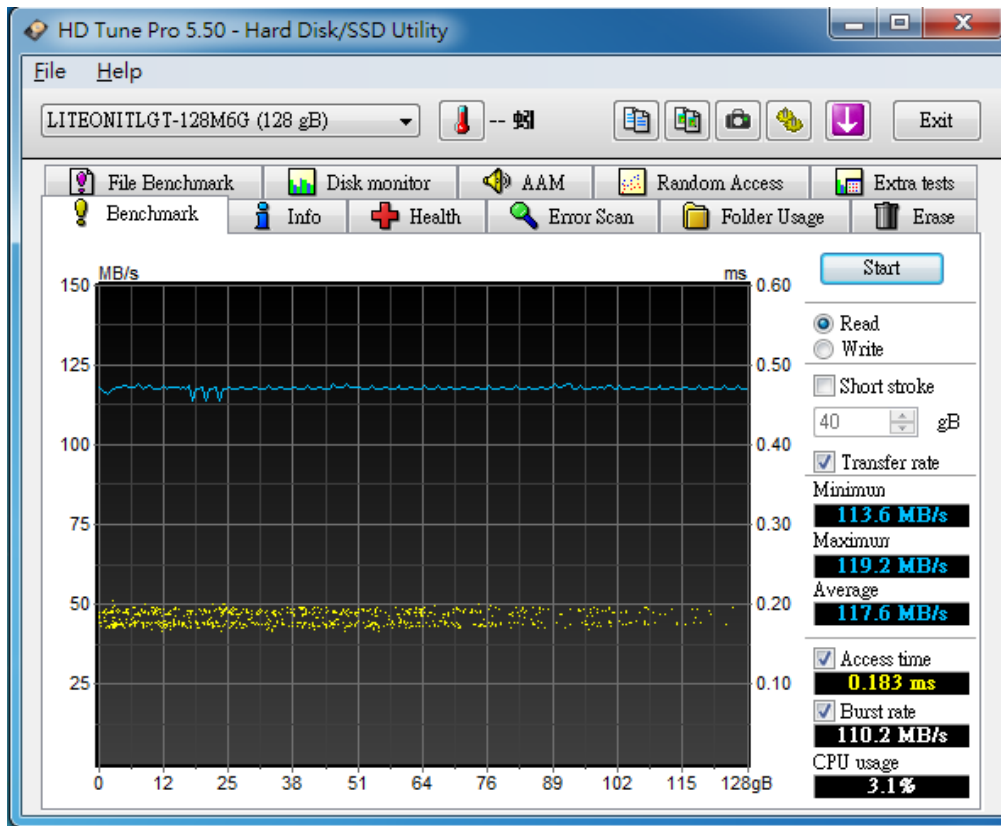 HD Tune Pro 5.50 - Hard Disk/SSD Utility
File Help
LITEONITLGT-128M6G (128 gB) -- 蚓 Exit
File Benchmark Disk monitor AAM Random Access Extra tests
Benchmark Info Health Error Scan Folder Usage Erase
MB/s ms
150
125
100
75
50
25
0.60
0.50
0.40
0.30
0.20
0.10
0 12 25 38 51 64 76 89 102 115 128gB
Start
Read
Write
Short stroke
40 gB
Transfer rate
Minimun
113.6 MB/s
Maximun
119.2 MB/s
Average
117.6 MB/s
Access time
0.183 ms
Burst rate
110.2 MB/s
CPU usage
3.1%